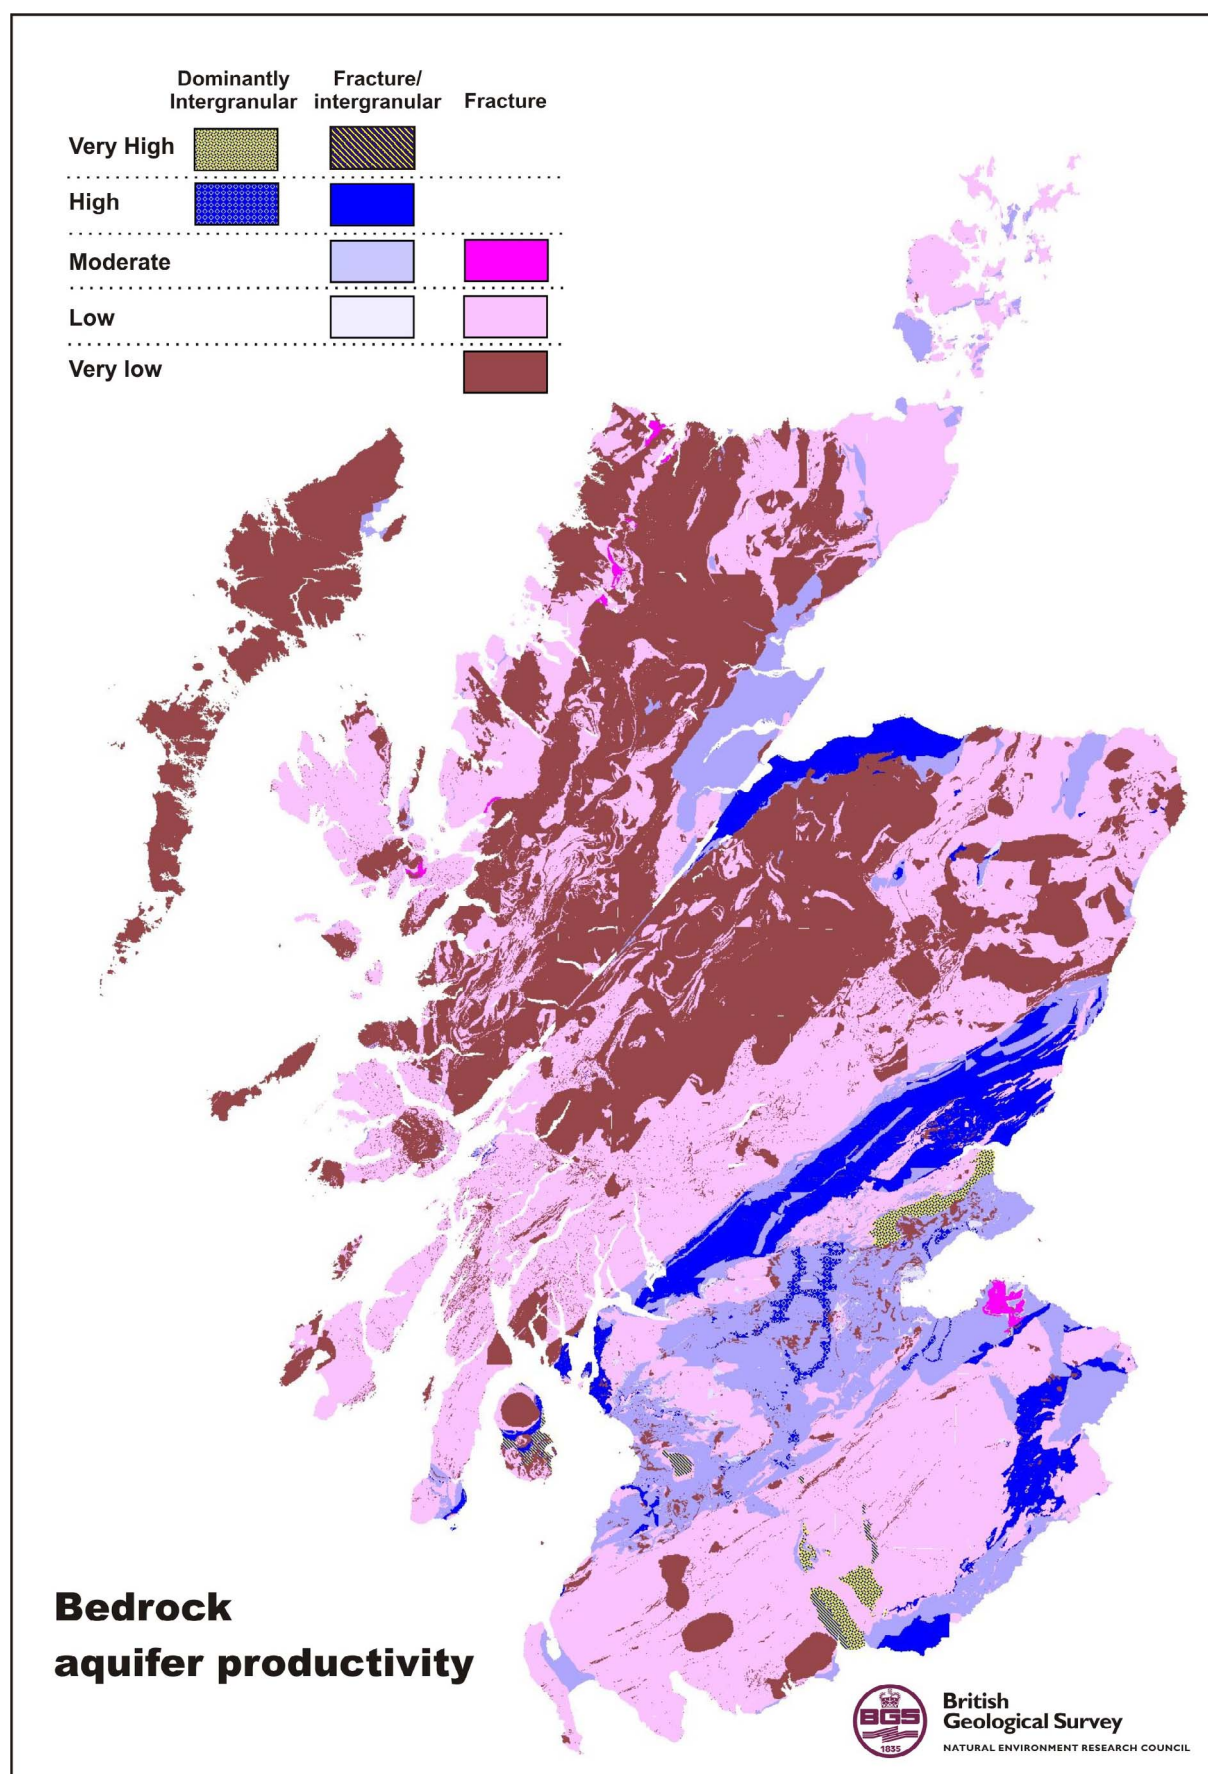 Dominantly
Intergranular
Fracture/
intergranular
Fracture
Very High
High
Moderate
Low
Very low
Bedrock
aquifer productivity
BGS
1835
British
Geological Survey
NATURAL ENVIRONMENT RESEARCH COUNCIL